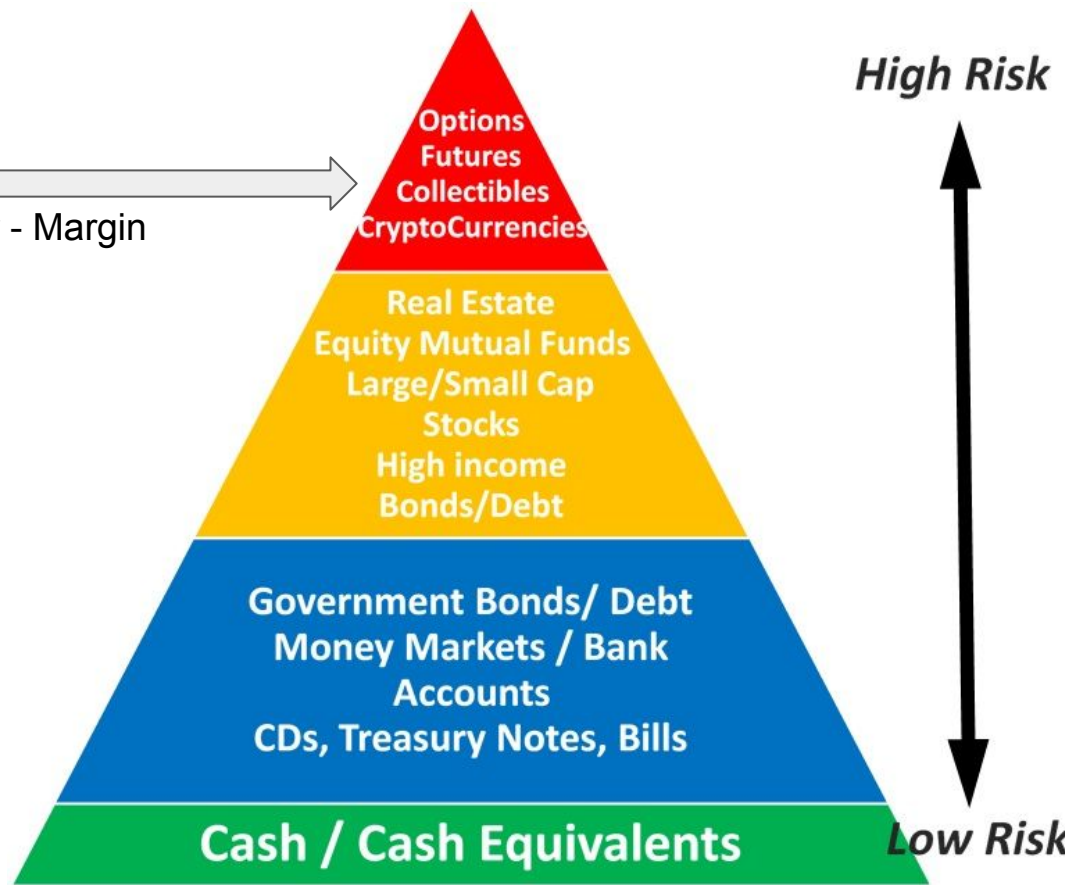 High Risk
Options
Futures
Collectibles
CryptoCurrencies
- Margin
Real Estate
Equity Mutual Funds
Large/Small Cap
Stocks
High income
Bonds/Debt
Government Bonds/ Debt
Money Markets / Bank
Accounts
CDs, Treasury Notes, Bills
Cash / Cash Equivalents
Low Risk